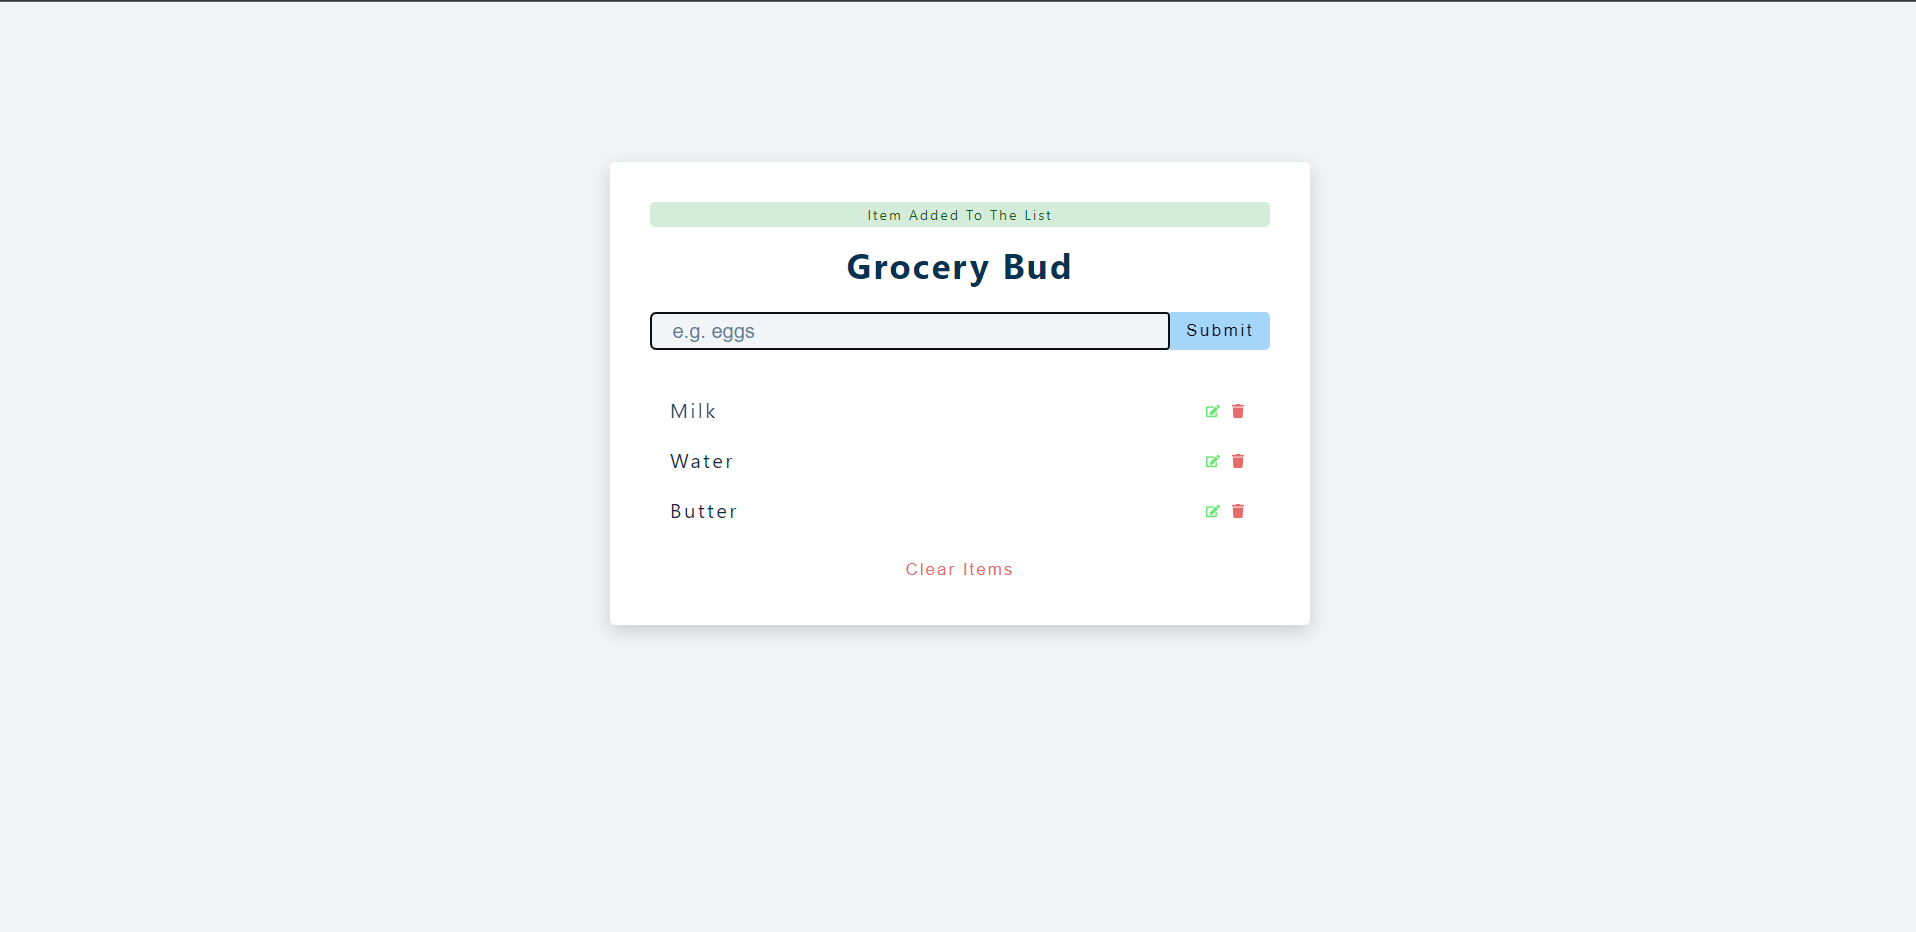 Item Added To The List
Grocery Bud
e.g. eggs
Submit
Milk
Water
Butter
Clear Items